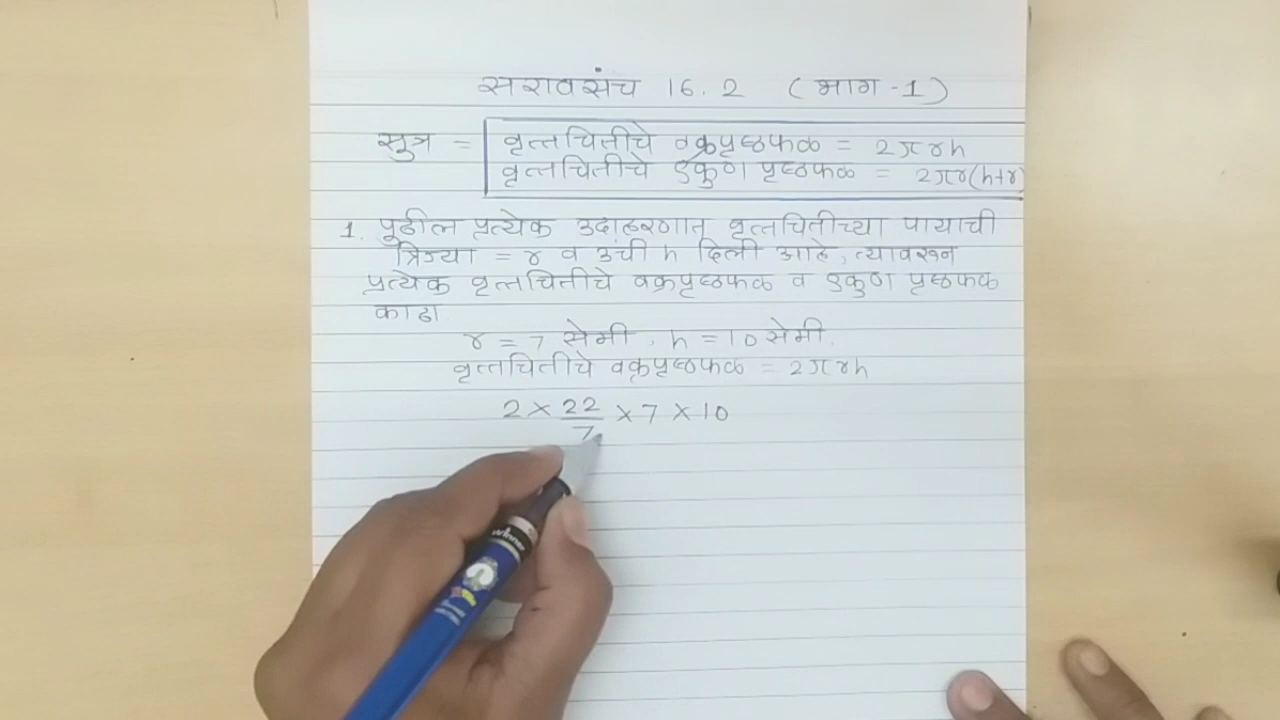 सरावसंच 16.2 (भाग -1)
सुत्र = वृत्तचितीचे वक्रपृष्ठफळ = 2πrh
वृत्तचितीचे एकुण पृष्ठफळ = 2πr(h+r)
1. पुढील प्रत्येक उदाहरणात वृत्तचितीच्या पायाची
त्रिज्या = r व उंची h दिली आहे, त्यावरून
प्रत्येक वृत्तचितीचे वक्रपृष्ठफळ व एकुण पृष्ठफळ
काढा
r = 7 सेमी, h = 10 सेमी.
वृत्तचितीचे वक्रपृष्ठफळ = 2πrh
2 × 22/7 × 7 × 10
Winner